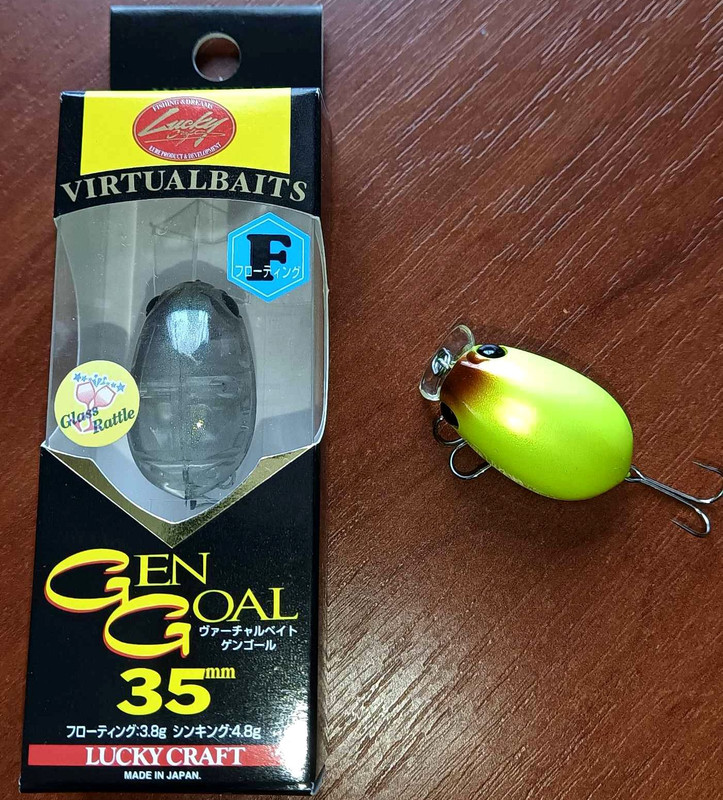 FISHING & DREAMS
Lucky
Craft
LURE PRODUCT & DEVELOPMENT
VIRTUALBAITS
F
フローティング
Glass
Rattle
GEN
GOAL
ヴァーチャルベイト
ゲンゴール
35mm
フローティング:3.8g シンキング:4.8g
LUCKY CRAFT
MADE IN JAPAN.